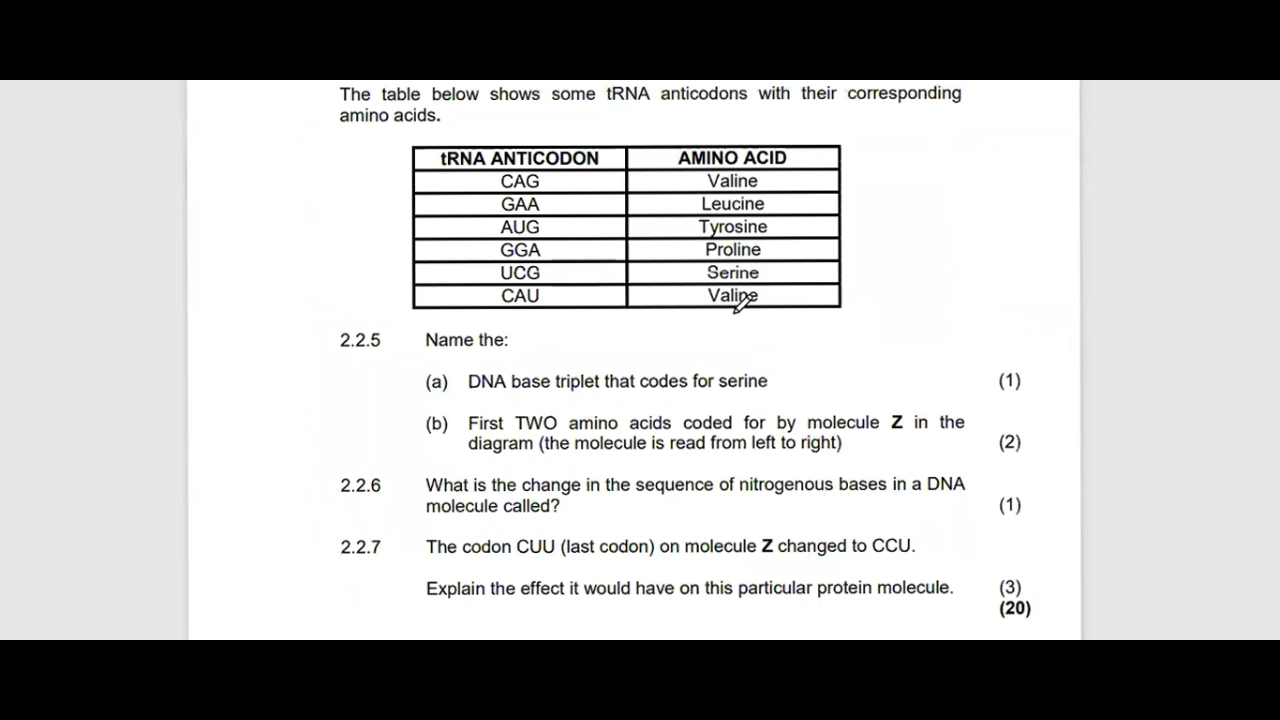 The table below shows some tRNA anticodons with their corresponding
amino acids.
tRNA ANTICODON AMINO ACID
CAG Valine
GAA Leucine
AUG Tyrosine
GGA Proline
UCG Serine
CAU Valine
2.2.5 Name the:
(a) DNA base triplet that codes for serine (1)
(b) First TWO amino acids coded for by molecule Z in the
diagram (the molecule is read from left to right) (2)
2.2.6 What is the change in the sequence of nitrogenous bases in a DNA
molecule called? (1)
2.2.7 The codon CUU (last codon) on molecule Z changed to CCU.
Explain the effect it would have on this particular protein molecule. (3)
(20)